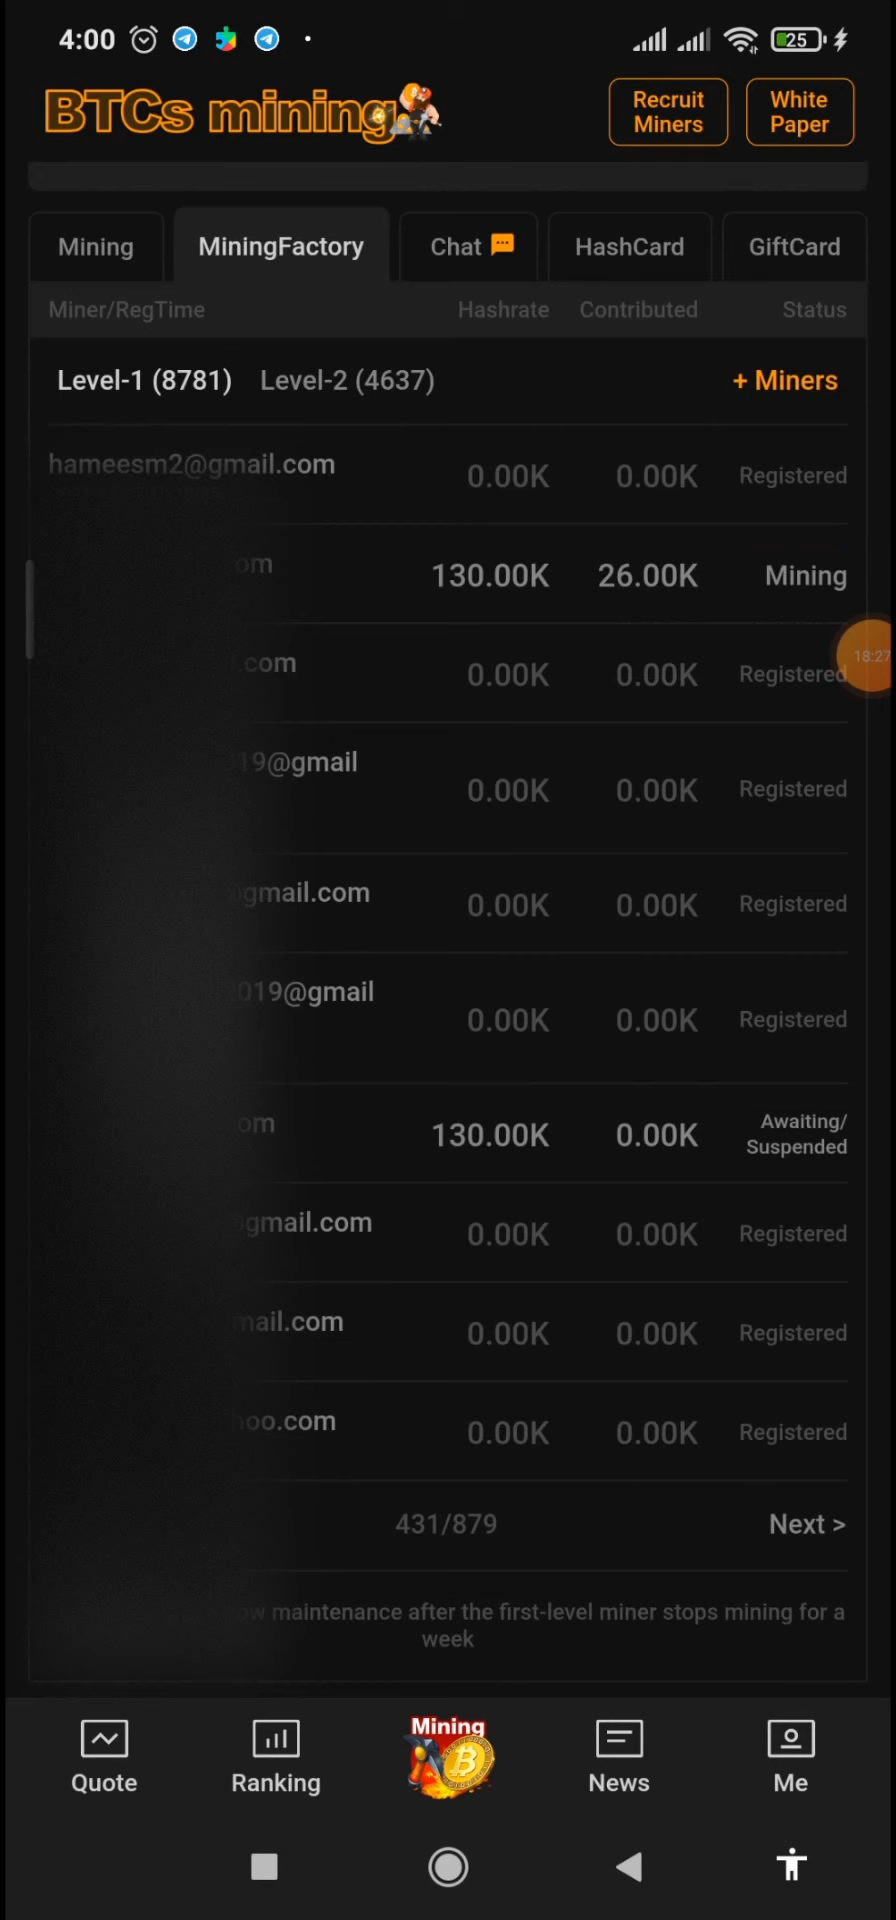 4:00
25
BTCs mining
Recruit
Miners
White
Paper
Mining
MiningFactory
Chat
HashCard
GiftCard
Miner/RegTime Hashrate Contributed Status
Level-1 (8781) Level-2 (4637) + Miners
hameesm2@gmail.com
0.00K 0.00K Registered
om
130.00K 26.00K Mining
.com
0.00K 0.00K Registered
18:27
19@gmail
0.00K 0.00K Registered
gmail.com
0.00K 0.00K Registered
019@gmail
0.00K 0.00K Registered
om
130.00K 0.00K Awaiting/
Suspended
gmail.com
0.00K 0.00K Registered
mail.com
0.00K 0.00K Registered
hoo.com
0.00K 0.00K Registered
431/879 Next >
maintenance after the first-level miner stops mining for a
week
Mining
Quote Ranking News Me